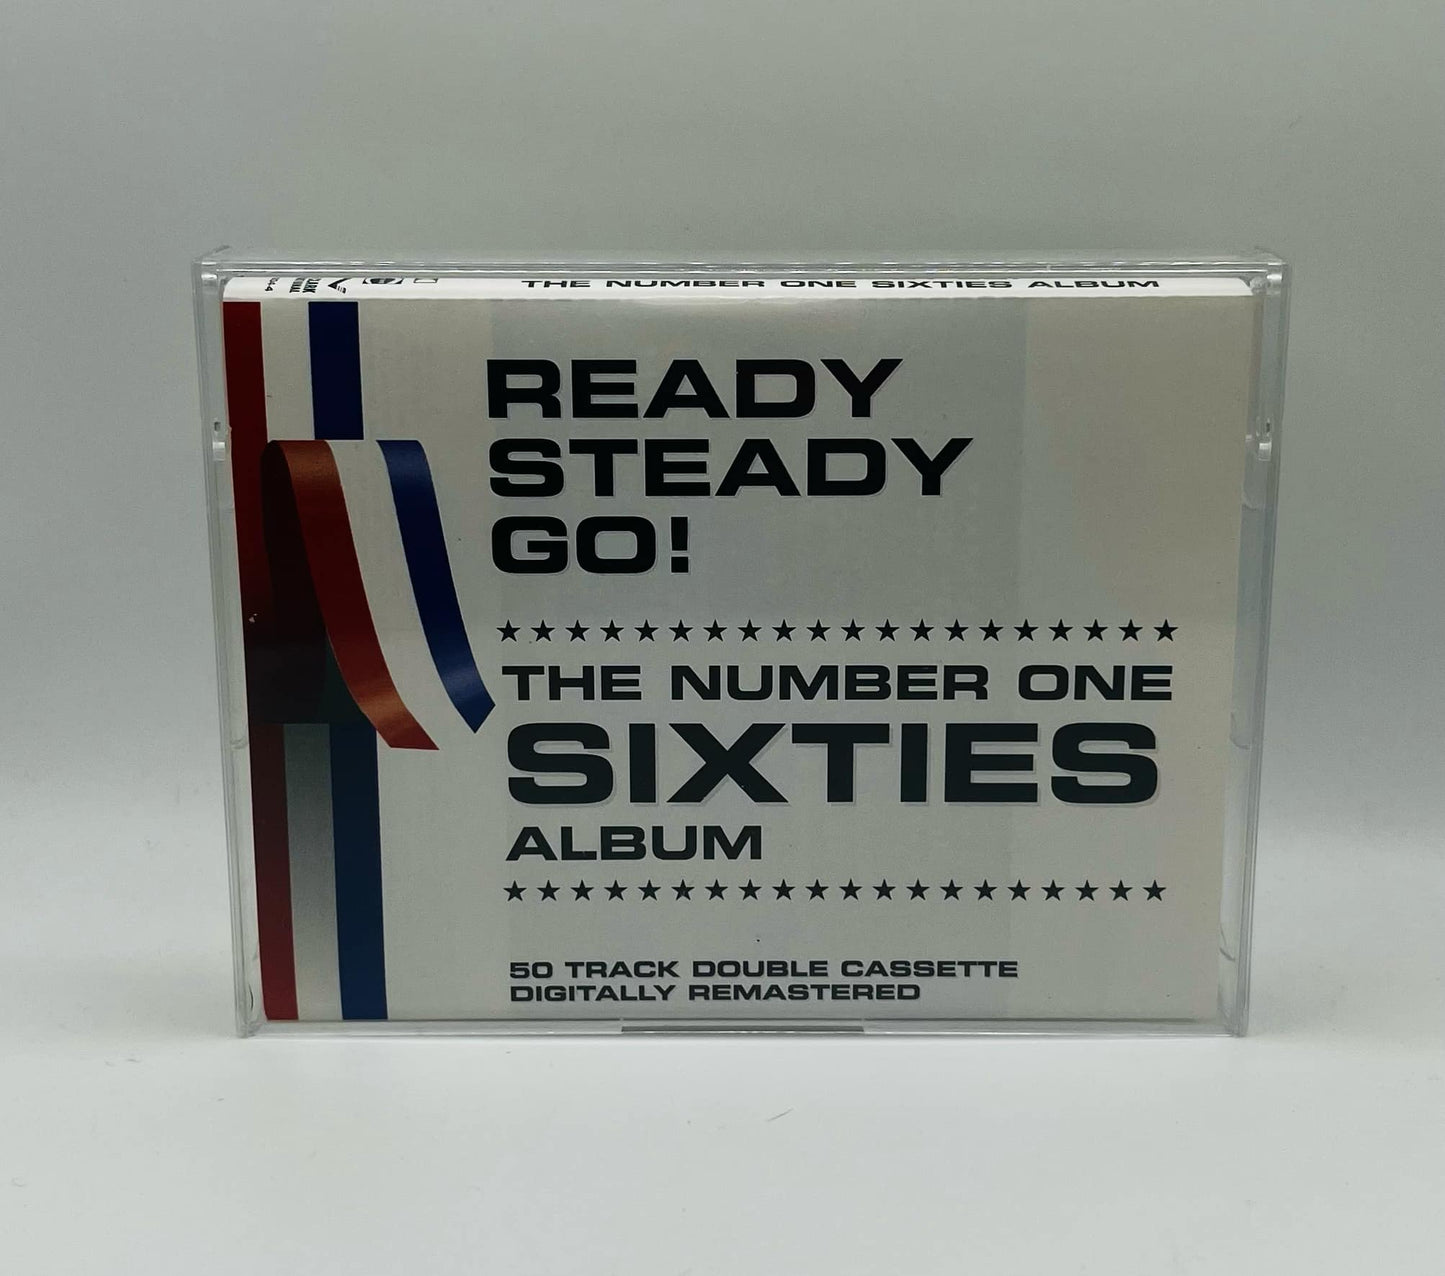 THE NUMBER ONE SIXTIES ALBUM
READY
STEADY
GO!
THE NUMBER ONE
SIXTIES
ALBUM
50 TRACK DOUBLE CASSETTE
DIGITALLY REMASTERED